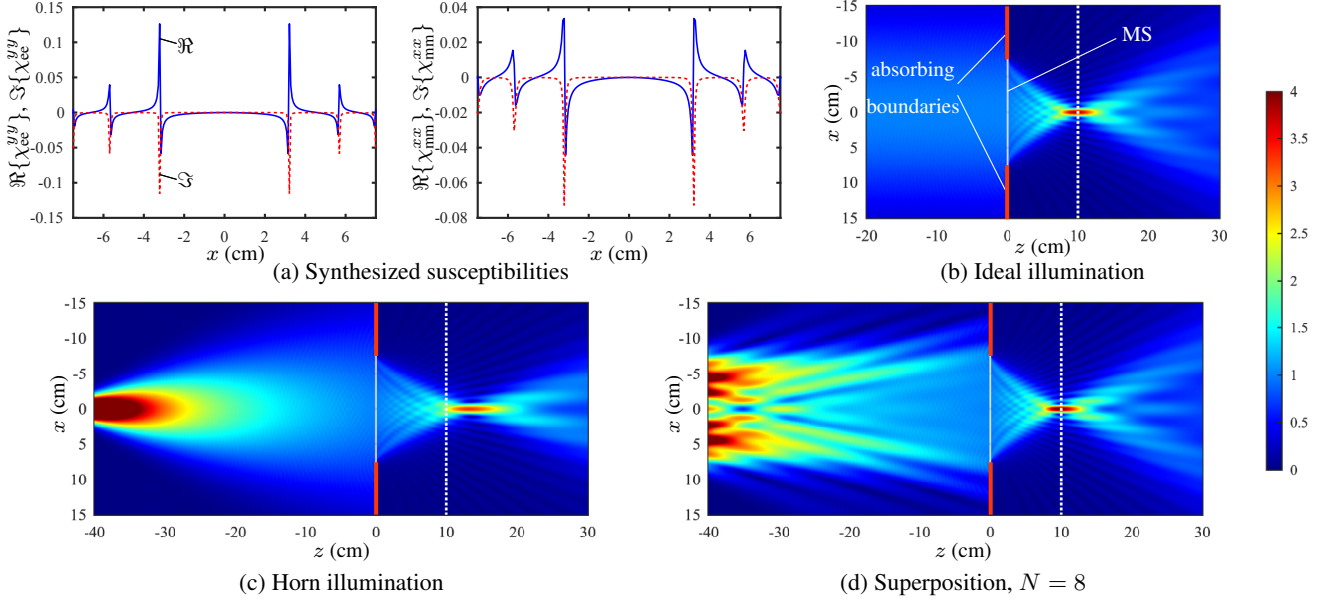 ℜ{χ_ee^yy}, ℑ{χ_ee^yy}
0.15
0.10
0.05
0
-0.05
-0.1
-0.15
ℜ
ℑ
-6 -4 -2 0 2 4 6
x (cm)
ℜ{χ_mm^xx}, ℑ{χ_mm^xx}
0.04
0.02
0
-0.02
-0.04
-0.06
0.08
-6 -4 -2 0 2 4 6
x (cm)
(a) Synthesized susceptibilities
x (cm)
-15
-10
-5
0
5
10
15
absorbing
boundaries
MS
-20 -10 0 10 20 30
z (cm)
(b) Ideal illumination
4
3.5
3
2.5
2
1.5
1
0.5
0
x (cm)
-15
-10
-5
0
5
10
15
-40 -30 -20 -10 0 10 20 30
z (cm)
(c) Horn illumination
x (cm)
-15
-10
-5
0
5
10
15
-40 -30 -20 -10 0 10 20 30
z (cm)
(d) Superposition, N = 8